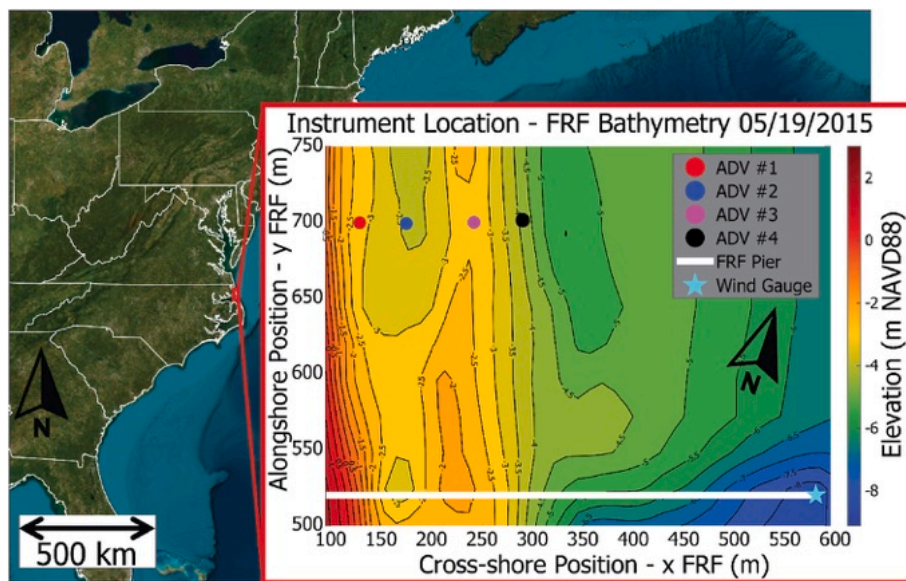 Instrument Location - FRF Bathymetry 05/19/2015
Alongshore Position - y FRF (m)
750
700
650
600
550
500
100 150 200 250 300 350 400 450 500 550 600
Cross-shore Position - x FRF (m)
ADV #1
ADV #2
ADV #3
ADV #4
FRF Pier
Wind Gauge
N
2
0
-2
-4
-6
-8
Elevation (m NAVD88)
N
500 km